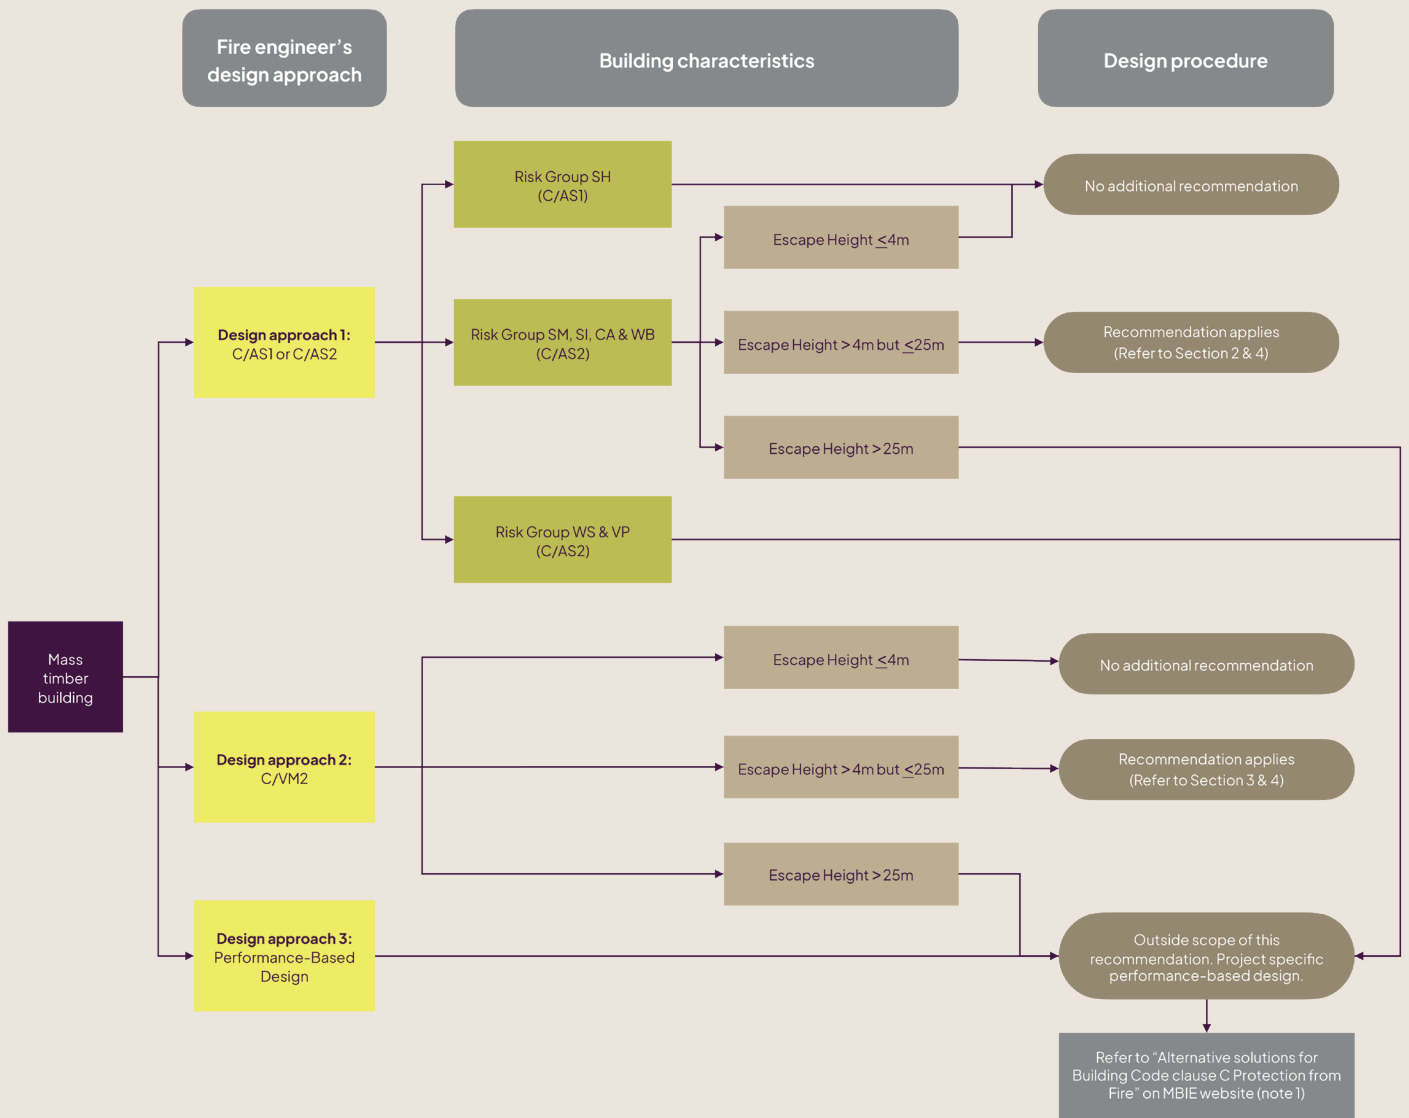 Fire engineer’s
design approach
Building characteristics
Design procedure
Risk Group SH
(C/AS1)
No additional recommendation
Escape Height ≤4m
Design approach 1:
C/AS1 or C/AS2
Risk Group SM, SI, CA & WB
(C/AS2)
Escape Height >4m but ≤25m
Recommendation applies
(Refer to Section 2 & 4)
Escape Height >25m
Risk Group WS & VP
(C/AS2)
Mass
timber
building
Escape Height ≤4m
No additional recommendation
Design approach 2:
C/VM2
Escape Height >4m but ≤25m
Recommendation applies
(Refer to Section 3 & 4)
Escape Height >25m
Design approach 3:
Performance-Based
Design
Outside scope of this
recommendation. Project specific
performance-based design.
Refer to “Alternative solutions for
Building Code clause C Protection from
Fire” on MBIE website (note 1)